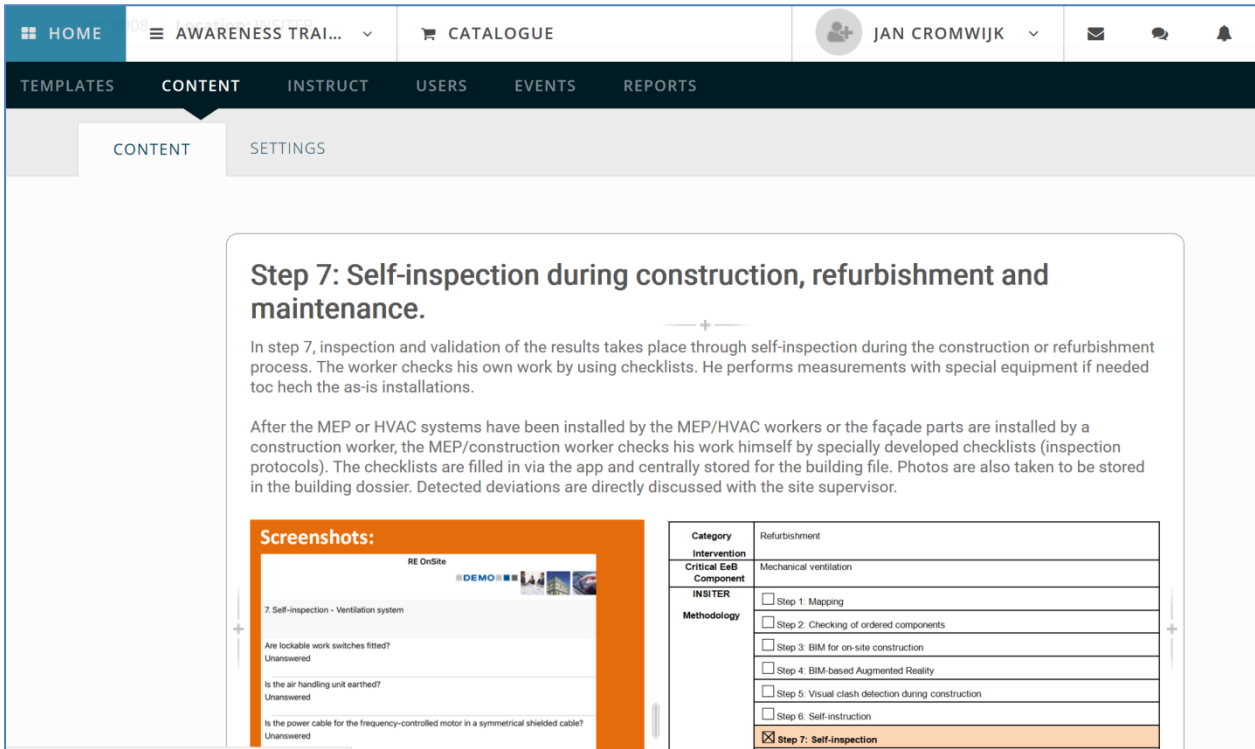 008 Location: INSITER
HOME
AWARENESS TRAI...
CATALOGUE
JAN CROMWIJK
TEMPLATES CONTENT INSTRUCT USERS EVENTS REPORTS
CONTENT SETTINGS
Step 7: Self-inspection during construction, refurbishment and
maintenance.
In step 7, inspection and validation of the results takes place through self-inspection during the construction or refurbishment
process. The worker checks his own work by using checklists. He performs measurements with special equipment if needed
toc hech the as-is installations.
After the MEP or HVAC systems have been installed by the MEP/HVAC workers or the façade parts are installed by a
construction worker, the MEP/construction worker checks his work himself by specially developed checklists (inspection
protocols). The checklists are filled in via the app and centrally stored for the building file. Photos are also taken to be stored
in the building dossier. Detected deviations are directly discussed with the site supervisor.
Screenshots:
RE OnSite
DEMO
7. Self-inspection - Ventilation system
Are lockable work switches fitted?
Unanswered
Is the air handling unit earthed?
Unanswered
Is the power cable for the frequency-controlled motor in a symmetrical shielded cable?
Unanswered
Category Refurbishment
Intervention
Critical EeB Mechanical ventilation
Component
INSITER
Methodology
Step 1: Mapping
Step 2: Checking of ordered components
Step 3: BIM for on-site construction
Step 4: BIM-based Augmented Reality
Step 5: Visual clash detection during construction
Step 6: Self-instruction
Step 7: Self-inspection